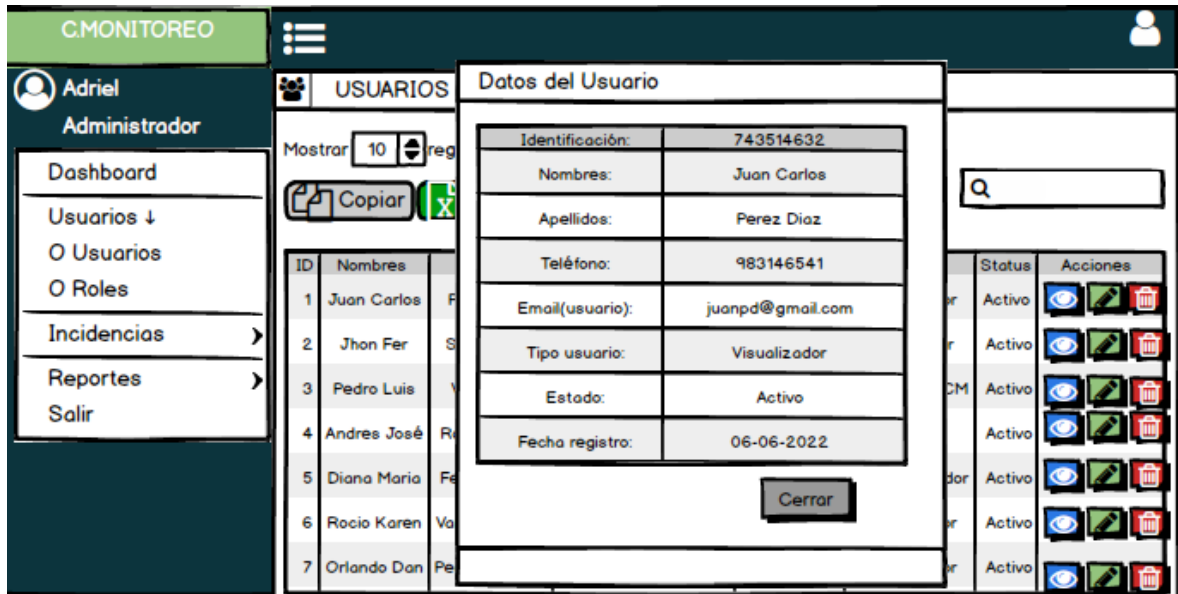 C.MONITOREO
Adriel
Administrador
Dashboard
Usuarios ↓
O Usuarios
O Roles
Incidencias
Reportes
Salir
USUARIOS
Mostrar 10
Copiar
ID Nombres Status Acciones
1 Juan Carlos Activo
2 Jhon Fer Activo
3 Pedro Luis Activo
4 Andres José Activo
5 Diana Maria Activo
6 Rocio Karen Activo
7 Orlando Dan Activo
Datos del Usuario
Identificación: 743514632
Nombres: Juan Carlos
Apellidos: Perez Diaz
Teléfono: 983146541
Email(usuario): juanpd@gmail.com
Tipo usuario: Visualizador
Estado: Activo
Fecha registro: 06-06-2022
Cerrar